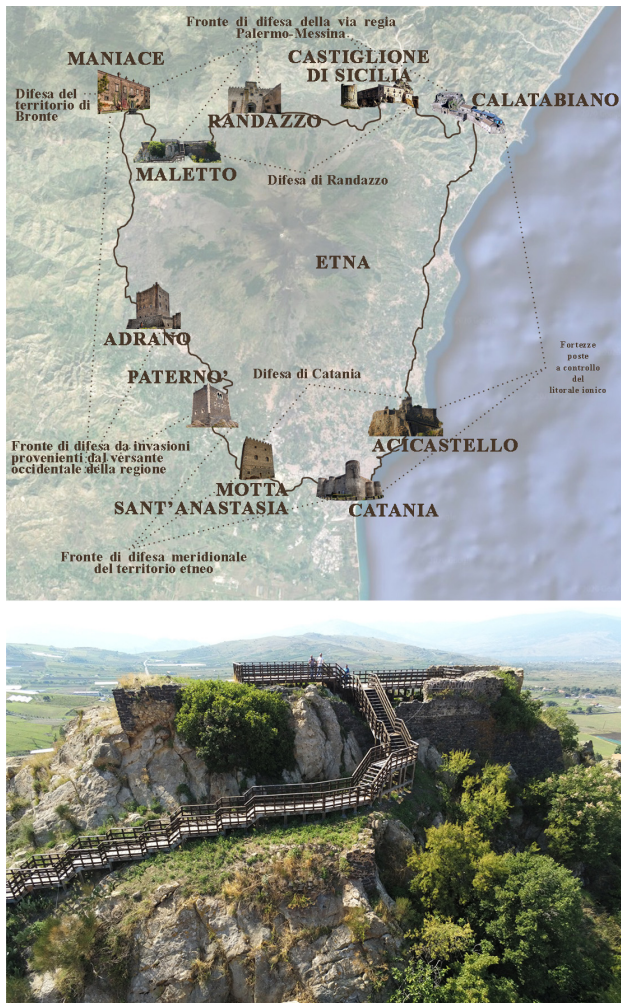 Fronte di difesa della via regia
Palermo-Messina
MANIACE
CASTIGLIONE
DI SICILIA
Difesa del
territorio di
Bronte
CALATABIANO
RANDAZZO
MALETTO
Difesa di Randazzo
ETNA
ADRANO
Fortezze
poste
a controllo
del
litorale ionico
PATERNO'
Difesa di Catania
Fronte di difesa da invasioni
provenienti dal versante
occidentale della regione
ACICASTELLO
MOTTA
SANT'ANASTASIA
CATANIA
Fronte di difesa meridionale
del territorio etneo